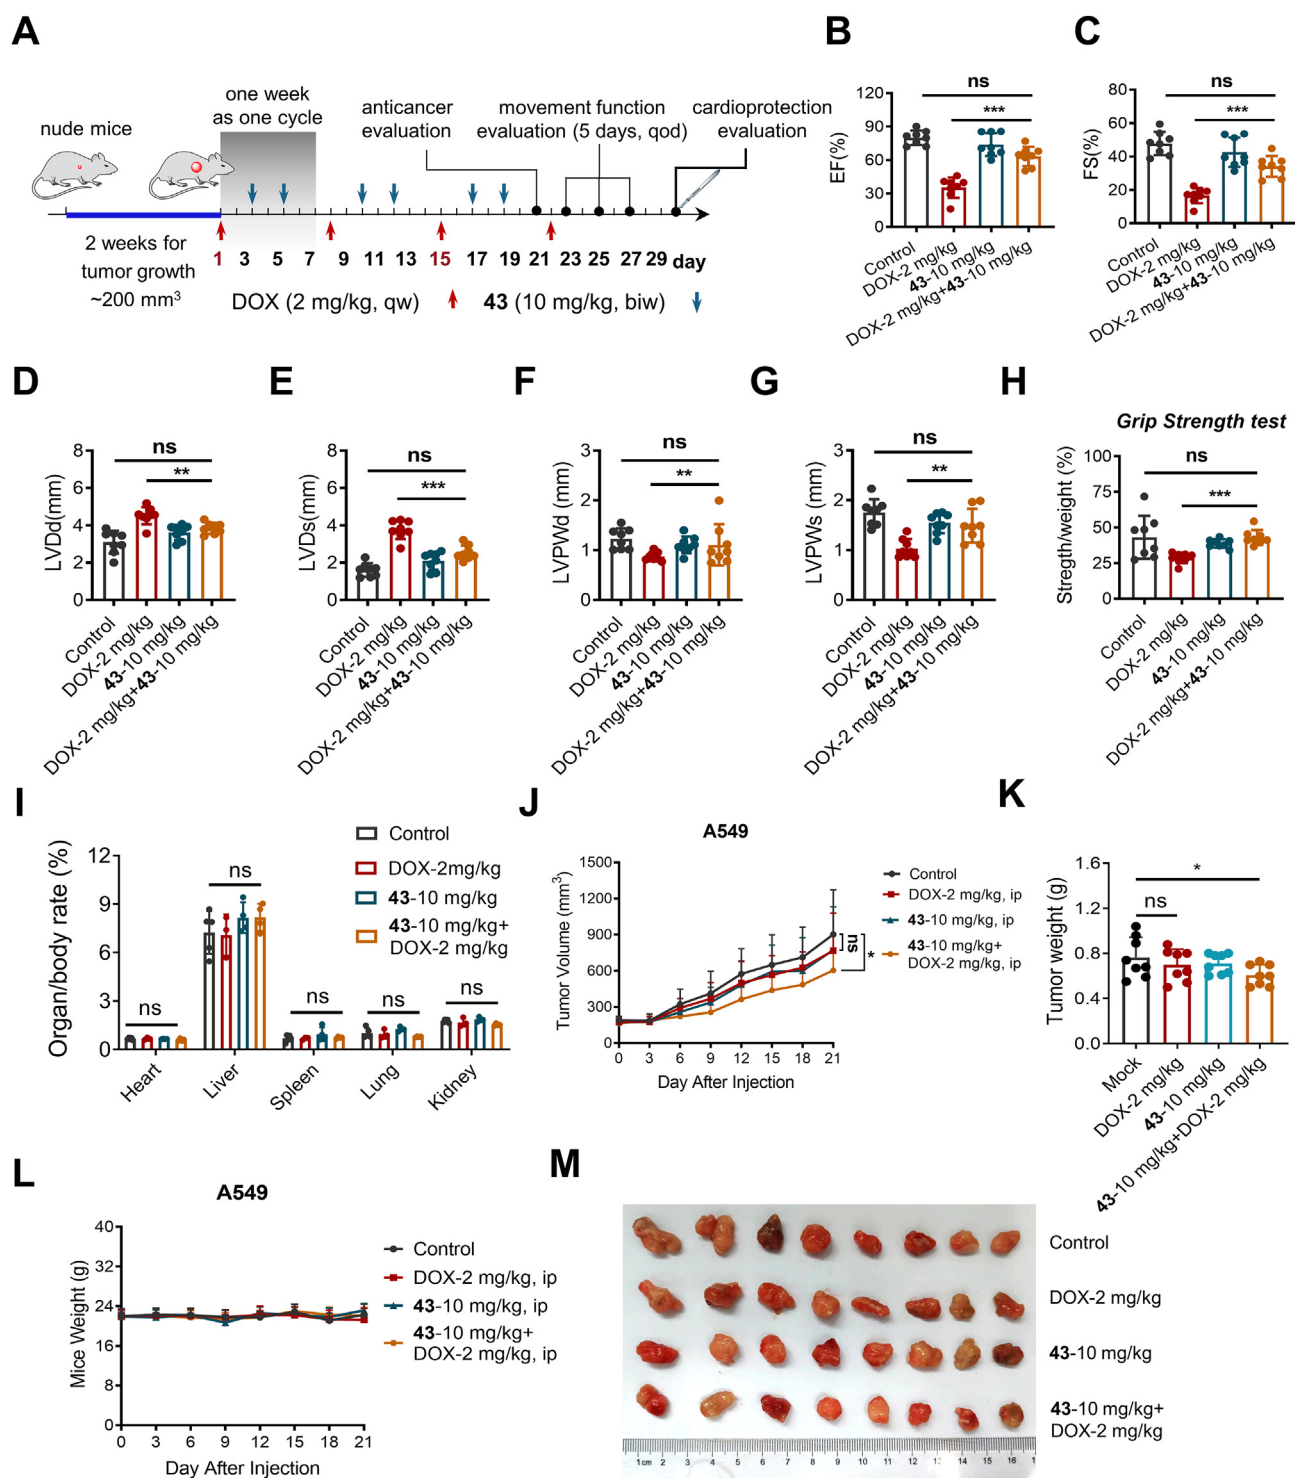 A
nude mice
one week
as one cycle
anticancer
evaluation
movement function
evaluation (5 days, qod)
cardioprotection
evaluation
2 weeks for
tumor growth
~200 mm³
1 3 5 7 9 11 13 15 17 19 21 23 25 27 29 day
DOX (2 mg/kg, qw)
43 (10 mg/kg, biw)
B
ns
***
EF(%)
120
90
60
30
0
Control
DOX-2 mg/kg
43-10 mg/kg
DOX-2 mg/kg+43-10 mg/kg
C
ns
***
FS(%)
80
60
40
20
0
Control
DOX-2 mg/kg
43-10 mg/kg
DOX-2 mg/kg+43-10 mg/kg
D
ns
**
LVDd(mm)
8
6
4
2
0
Control
DOX-2 mg/kg
43-10 mg/kg
DOX-2 mg/kg+43-10 mg/kg
E
ns
***
LVDs(mm)
8
6
4
2
0
Control
DOX-2 mg/kg
43-10 mg/kg
DOX-2 mg/kg+43-10 mg/kg
F
ns
**
LVPWd (mm)
3
2
1
0
Control
DOX-2 mg/kg
43-10 mg/kg
DOX-2 mg/kg+43-10 mg/kg
G
ns
**
LVPWs (mm)
3
2
1
0
Control
DOX-2 mg/kg
43-10 mg/kg
DOX-2 mg/kg+43-10 mg/kg
H
Grip Strength test
ns
***
Stregth/weight (%)
100
75
50
25
0
Control
DOX-2 mg/kg
43-10 mg/kg
DOX-2 mg/kg+43-10 mg/kg
I
Control
DOX-2mg/kg
43-10 mg/kg
43-10 mg/kg+
DOX-2 mg/kg
Organ/body rate (%)
12
9
6
3
0
ns
ns
ns
ns
ns
Heart
Liver
Spleen
Lung
Kidney
J
A549
Tumor Volume (mm³)
1500
1200
900
600
300
0
0 3 6 9 12 15 18 21
Day After Injection
ns
*
Control
DOX-2 mg/kg, ip
43-10 mg/kg, ip
43-10 mg/kg+
DOX-2 mg/kg, ip
K
*
ns
Tumor weight (g)
1.6
1.2
0.8
0.4
0.0
Mock
DOX-2 mg/kg
43-10 mg/kg
43-10 mg/kg+DOX-2 mg/kg
L
A549
Mice Weight (g)
40
32
24
16
8
0
0 3 6 9 12 15 18 21
Day After Injection
Control
DOX-2 mg/kg, ip
43-10 mg/kg, ip
43-10 mg/kg+
DOX-2 mg/kg, ip
M
Control
DOX-2 mg/kg
43-10 mg/kg
43-10 mg/kg+
DOX-2 mg/kg
1cm 2 3 4 5 6 7 8 9 10 11 12 13 14 15 16 1